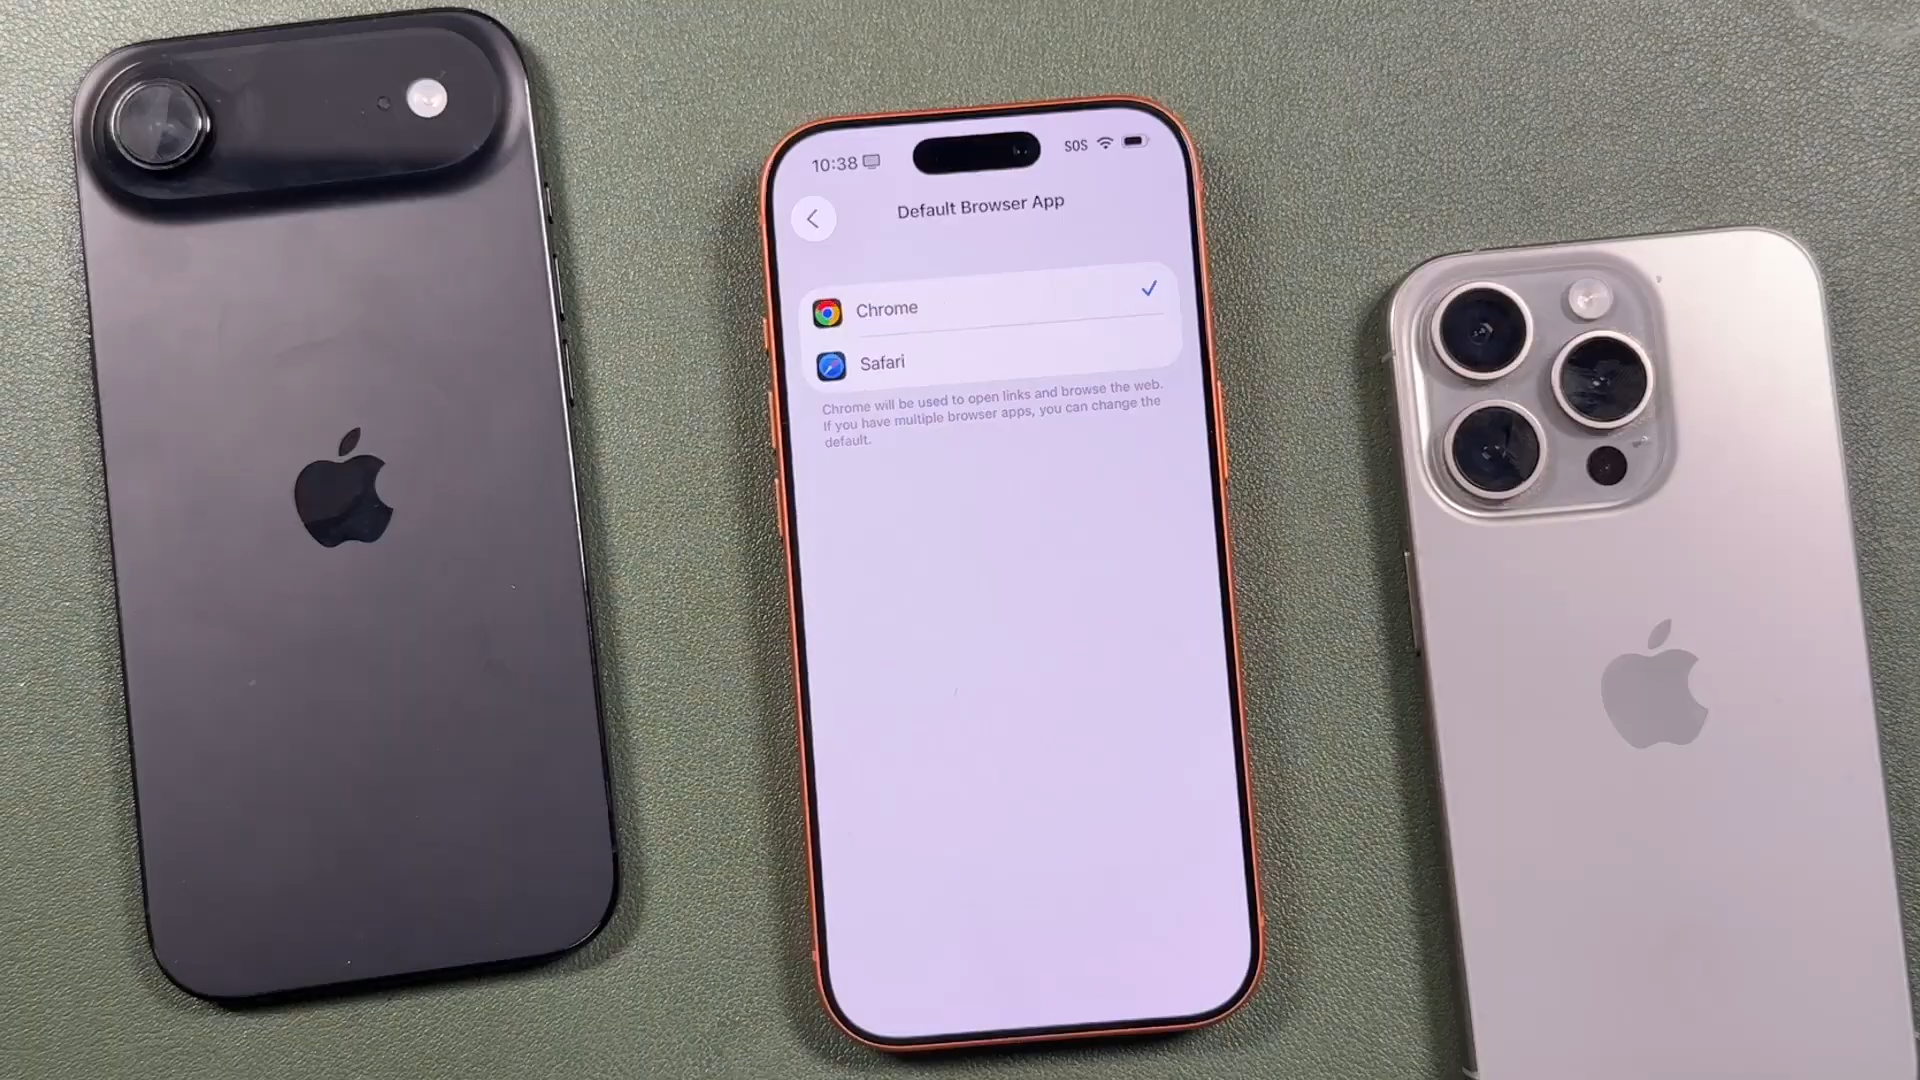 10:38
SOS
Default Browser App
Chrome
Safari
Chrome will be used to open links and browse the web.
If you have multiple browser apps, you can change the
default.